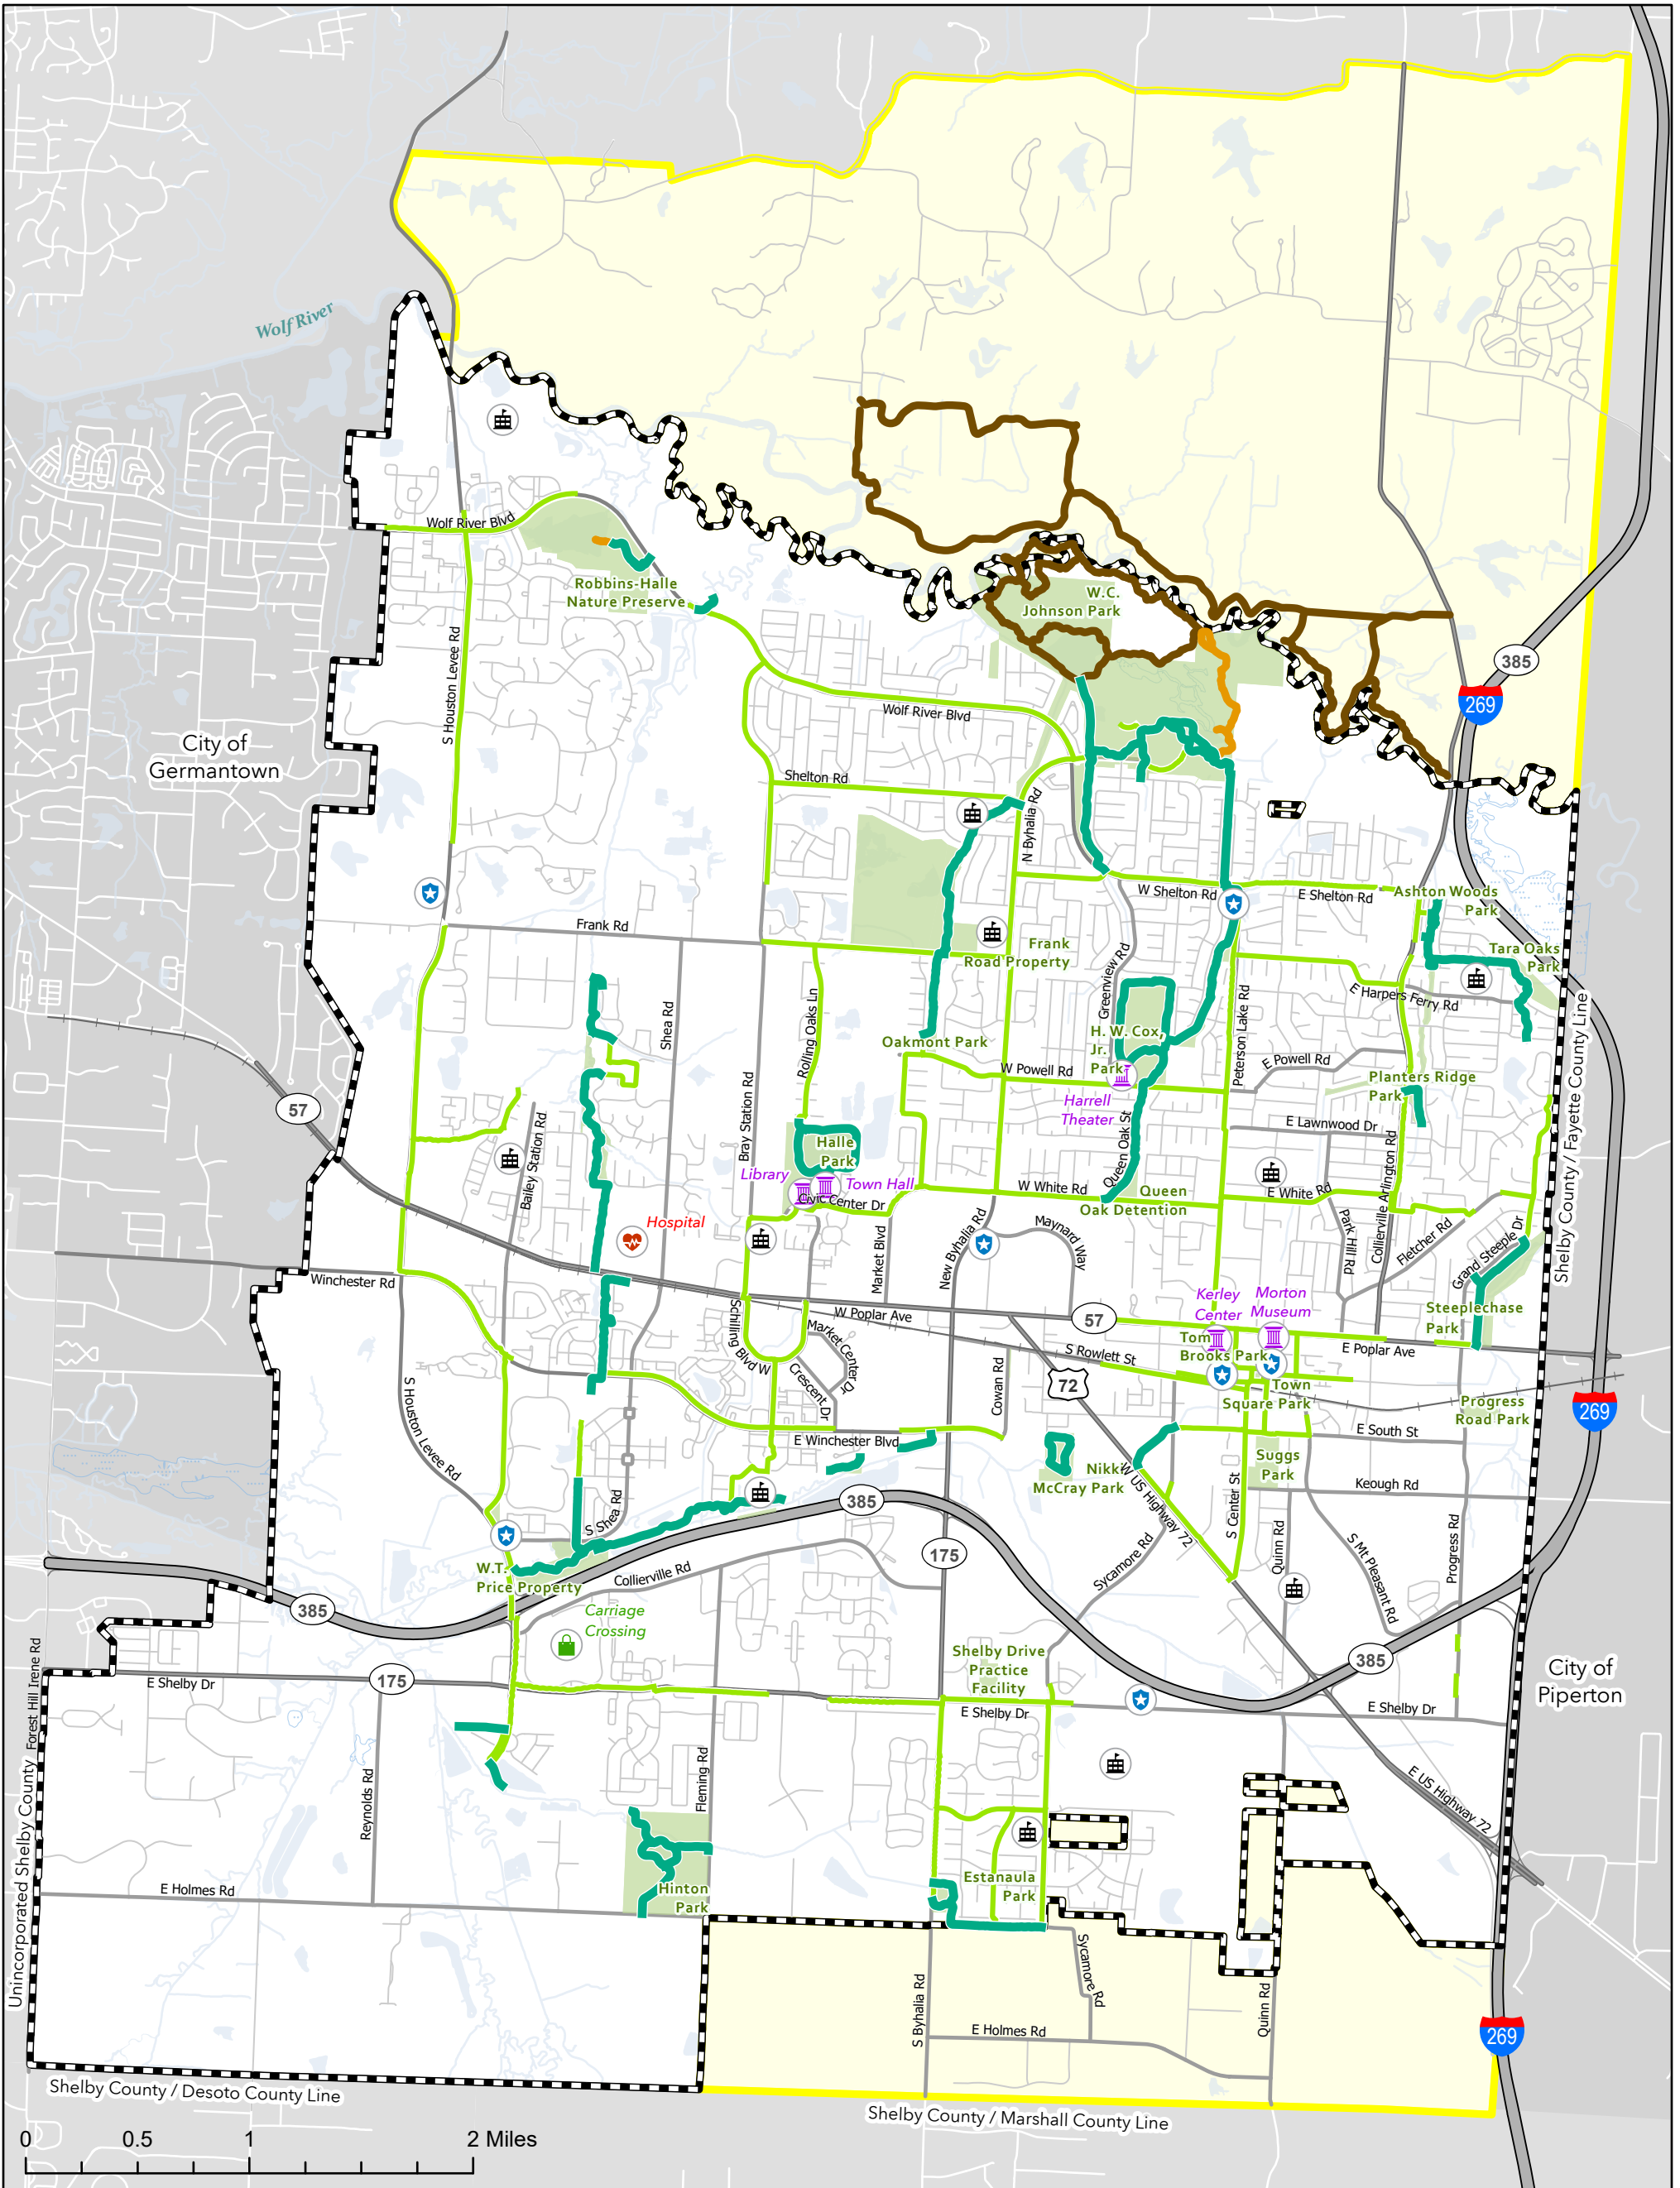 Wolf River
Wolf River Blvd
Robbins-Halle
Nature Preserve
W.C.
Johnson Park
385
269
S Houston Levee Rd
City of
Germantown
Wolf River Blvd
Shelton Rd
N Byhalia Rd
W Shelton Rd
E Shelton Rd
Ashton Woods
Park
Frank Rd
Frank
Road Property
Greenview Rd
Tara Oaks
Park
E Harpers Ferry Rd
Shea Rd
Rolling Oaks Ln
Peterson Lake Rd
Shelby County / Fayette County Line
Oakmont Park
H. W. Cox,
Jr.
Park
E Powell Rd
W Powell Rd
Planters Ridge
Park
57
Bray Station Rd
Harrell
Theater
E Lawnwood Dr
Bailey Station Rd
Halle
Park
Queen Oak St
Collierville Arlington Rd
Library
Town Hall
Civic Center Dr
W White Rd
Queen
Oak Detention
E White Rd
Hospital
Market Blvd
New Byhalia Rd
Maynard Way
Park Hill Rd
Fletcher Rd
Grand Steeple Dr
Winchester Rd
Kerley
Center
Morton
Museum
Steeplechase
Park
W Poplar Ave
57
Schilling Blvd W
Market Center Dr
Tom
Brooks Park
E Poplar Ave
S Rowlett St
Crescent Dr
Cowan Rd
72
Town
Square Park
Progress
Road Park
269
S Houston Levee Rd
E Winchester Blvd
E South St
Nikki
McCray Park
Suggs
Park
Keough Rd
W US Highway 72
S Center St
385
S Shea Rd
175
Quinn Rd
S Mt Pleasant Rd
Progress Rd
W.T.
Price Property
Collierville Rd
Sycamore Rd
385
Carriage
Crossing
385
Forest Hill Irene Rd
Shelby Drive
Practice
Facility
City of
Piperton
E Shelby Dr
175
E Shelby Dr
E Shelby Dr
Unincorporated Shelby County
Reynolds Rd
Fleming Rd
E US Highway 72
Estanaula
Park
E Holmes Rd
Hinton
Park
S Byhalia Rd
Sycamore Rd
Quinn Rd
E Holmes Rd
269
Shelby County / Desoto County Line
Shelby County / Marshall County Line
0 0.5 1 2 Miles